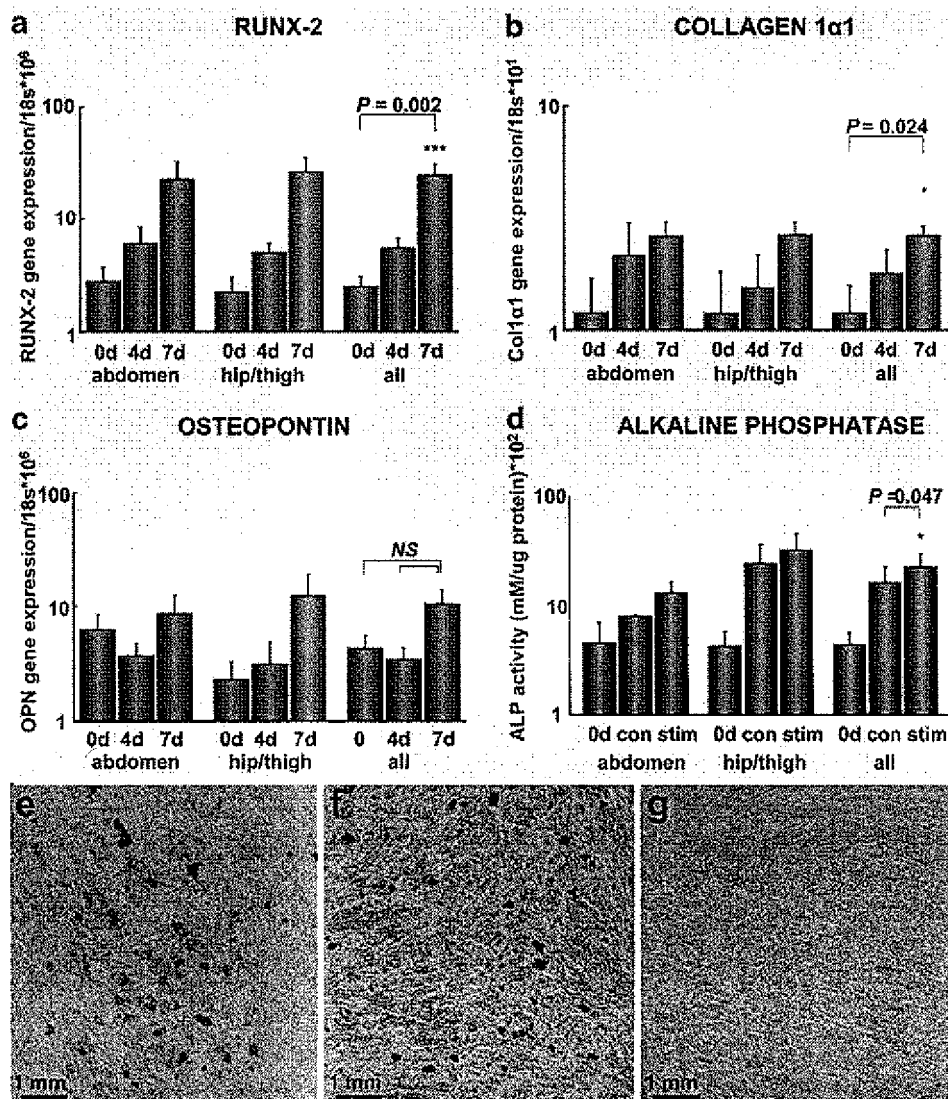 a
RUNX-2
RUNX-2 gene expression/18s*10⁶
100
10
1
P = 0.002
***
0d 4d 7d 0d 4d 7d 0d 4d 7d
abdomen hip/thigh all
b
COLLAGEN 1α1
Col1α1 gene expression/18s*10¹
10
1
P = 0.024
*
0d 4d 7d 0d 4d 7d 0d 4d 7d
abdomen hip/thigh all
c
OSTEOPONTIN
OPN gene expression/18s*10⁶
100
10
1
NS
0d 4d 7d 0d 4d 7d 0 4d 7d
abdomen hip/thigh all
d
ALKALINE PHOSPHATASE
ALP activity (mM/ug protein)*10²
100
10
1
P =0.047
*
0d con stim 0d con stim 0d con stim
abdomen hip/thigh all
e
1 mm
f
1 mm
g
1 mm